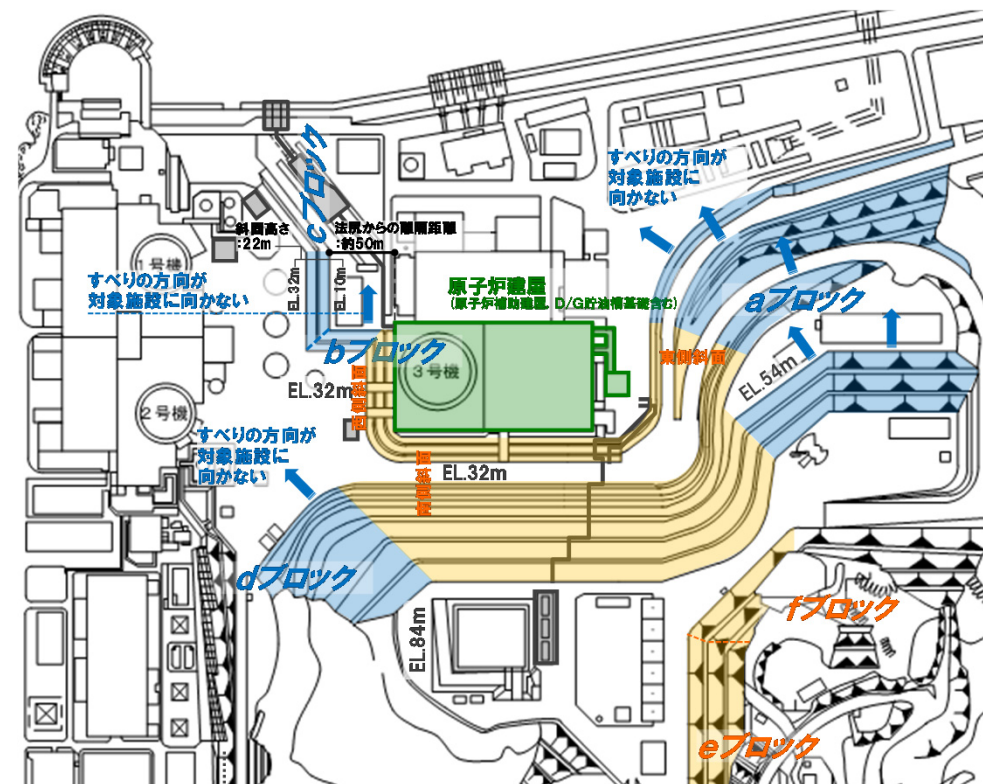 cブロック
すべりの方向が
対象施設に
向かない
斜面高さ
:22m
法尻からの離隔距離
:約50m
1号機
すべりの方向が
対象施設に向かない
EL.32m
EL.10m
原子炉建屋
(原子炉補助建屋、D/G貯油槽基礎含む)
aブロック
bブロック
3号機
東側斜面
EL.54m
EL.32m
西側斜面
2号機
すべりの方向が
対象施設に
向かない
EL.32m
南側斜面
dブロック
EL.84m
fブロック
eブロック